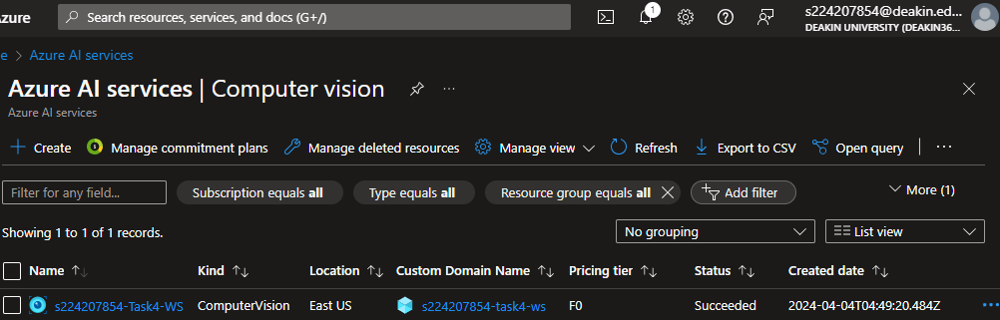 Azure
Search resources, services, and docs (G+/)
1
s224207854@deakin.ed...
DEAKIN UNIVERSITY (DEAKIN36...
e > Azure AI services
Azure AI services | Computer vision ...
Azure AI services
+ Create Manage commitment plans Manage deleted resources Manage view Refresh Export to CSV Open query ...
Filter for any field... Subscription equals all Type equals all Resource group equals all Add filter More (1)
Showing 1 to 1 of 1 records. No grouping List view
Name Kind Location Custom Domain Name Pricing tier Status Created date
s224207854-Task4-WS ComputerVision East US s224207854-task4-ws F0 Succeeded 2024-04-04T04:49:20.484Z ...